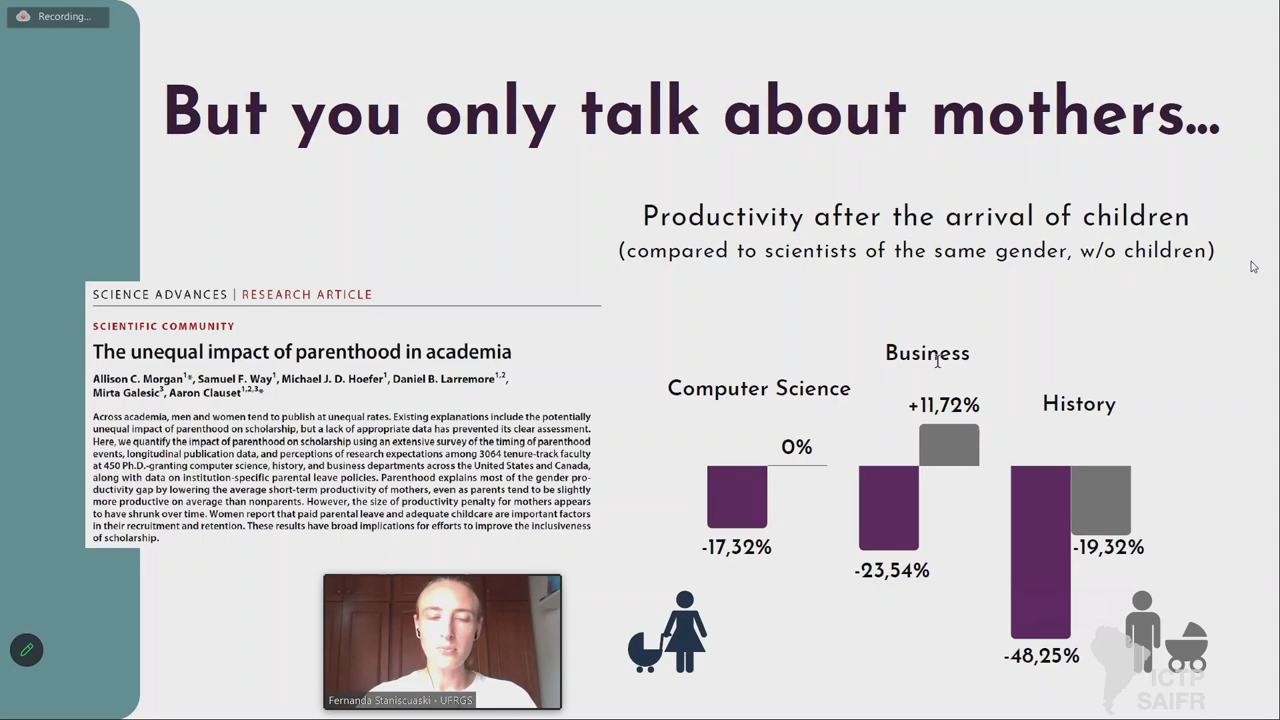 Recording...
But you only talk about mothers...
Productivity after the arrival of children
(compared to scientists of the same gender, w/o children)
SCIENCE ADVANCES | RESEARCH ARTICLE
SCIENTIFIC COMMUNITY
The unequal impact of parenthood in academia
Allison C. Morgan1*, Samuel F. Way1, Michael J. D. Hoefer1, Daniel B. Larremore1,2,
Mirta Galesic3, Aaron Clauset1,2,3*
Across academia, men and women tend to publish at unequal rates. Existing explanations include the potentially
unequal impact of parenthood on scholarship, but a lack of appropriate data has prevented its clear assessment.
Here, we quantify the impact of parenthood on scholarship using an extensive survey of the timing of parenthood
events, longitudinal publication data, and perceptions of research expectations among 3064 tenure-track faculty
at 450 Ph.D.-granting computer science, history, and business departments across the United States and Canada,
along with data on institution-specific parental leave policies. Parenthood explains most of the gender pro-
ductivity gap by lowering the average short-term productivity of mothers, even as parents tend to be slightly
more productive on average than nonparents. However, the size of productivity penalty for mothers appears
to have shrunk over time. Women report that paid parental leave and adequate childcare are important factors
in their recruitment and retention. These results have broad implications for efforts to improve the inclusiveness
of scholarship.
Computer Science
0%
-17,32%
Business
+11,72%
-23,54%
History
-19,32%
-48,25%
Fernanda Staniscuaski - UFRGS
ICTP
SAIFR